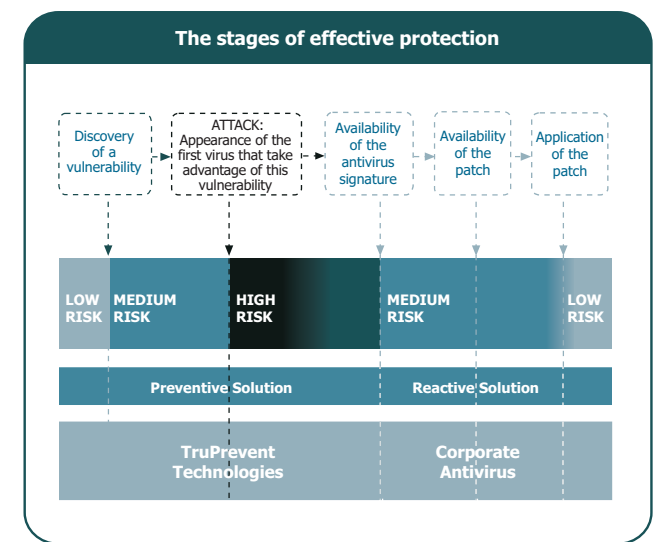 The stages of effective protection
Discovery
of a
vulnerability
ATTACK:
Appearance of the
first virus that take
advantage of this
vulnerability
Availability
of the
antivirus
signature
Availability
of the
patch
Application
of the
patch
LOW
RISK
MEDIUM
RISK
HIGH
RISK
MEDIUM
RISK
LOW
RISK
Preventive Solution
Reactive Solution
TruPrevent
Technologies
Corporate
Antivirus